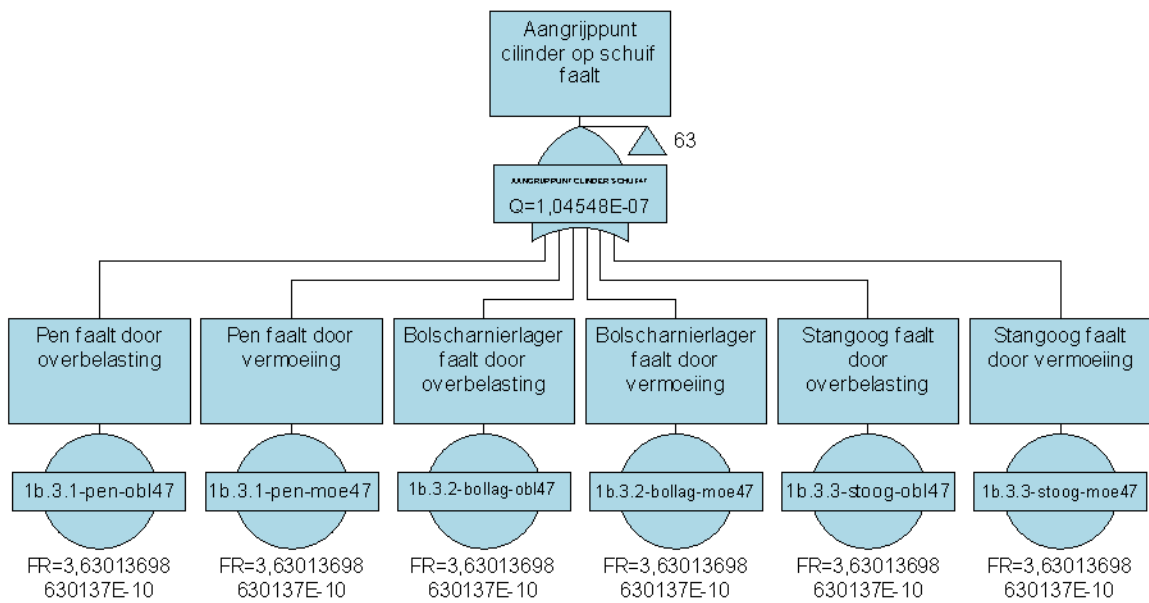 Aangrijppunt
cilinder op schuif
faalt
63
Q=1,04548E-07
Pen faalt door
overbelasting
Pen faalt door
vermoeiing
Bolscharnierlager
faalt door
overbelasting
Bolscharnierlager
faalt door
vermoeiing
Stangoog faalt
door
overbelasting
Stangoog faalt
door vermoeiing
1b.3.1-pen-obl47
1b.3.1-pen-moe47
1b.3.2-bollag-obl47
1b.3.2-bollag-moe47
1b.3.3-stoog-obl47
1b.3.3-stoog-moe47
FR=3,63013698
630137E-10
FR=3,63013698
630137E-10
FR=3,63013698
630137E-10
FR=3,63013698
630137E-10
FR=3,63013698
630137E-10
FR=3,63013698
630137E-10